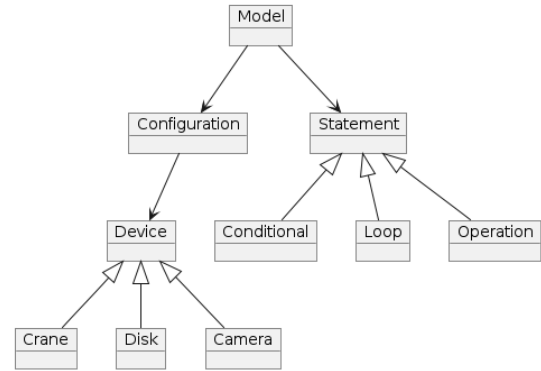 Model
Configuration
Statement
Device
Conditional
Loop
Operation
Crane
Disk
Camera